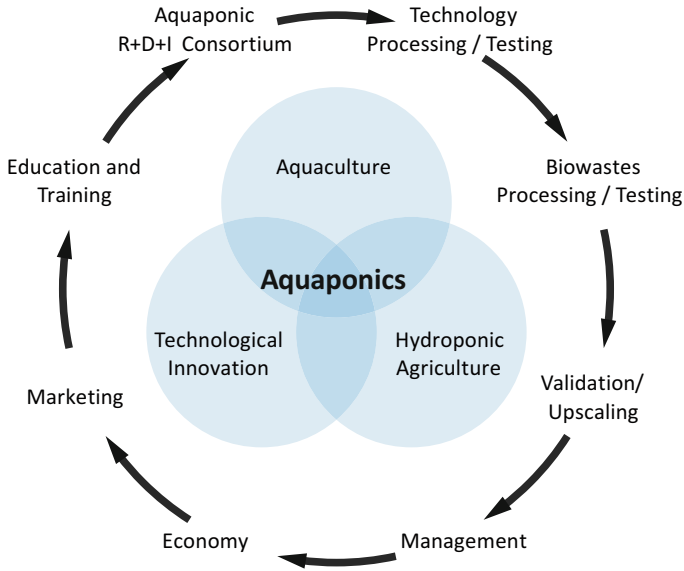 Aquaponic
R+D+I Consortium
Technology
Processing / Testing
Biowastes
Processing / Testing
Validation/
Upscaling
Management
Economy
Marketing
Education and
Training
Aquaculture
Aquaponics
Technological
Innovation
Hydroponic
Agriculture